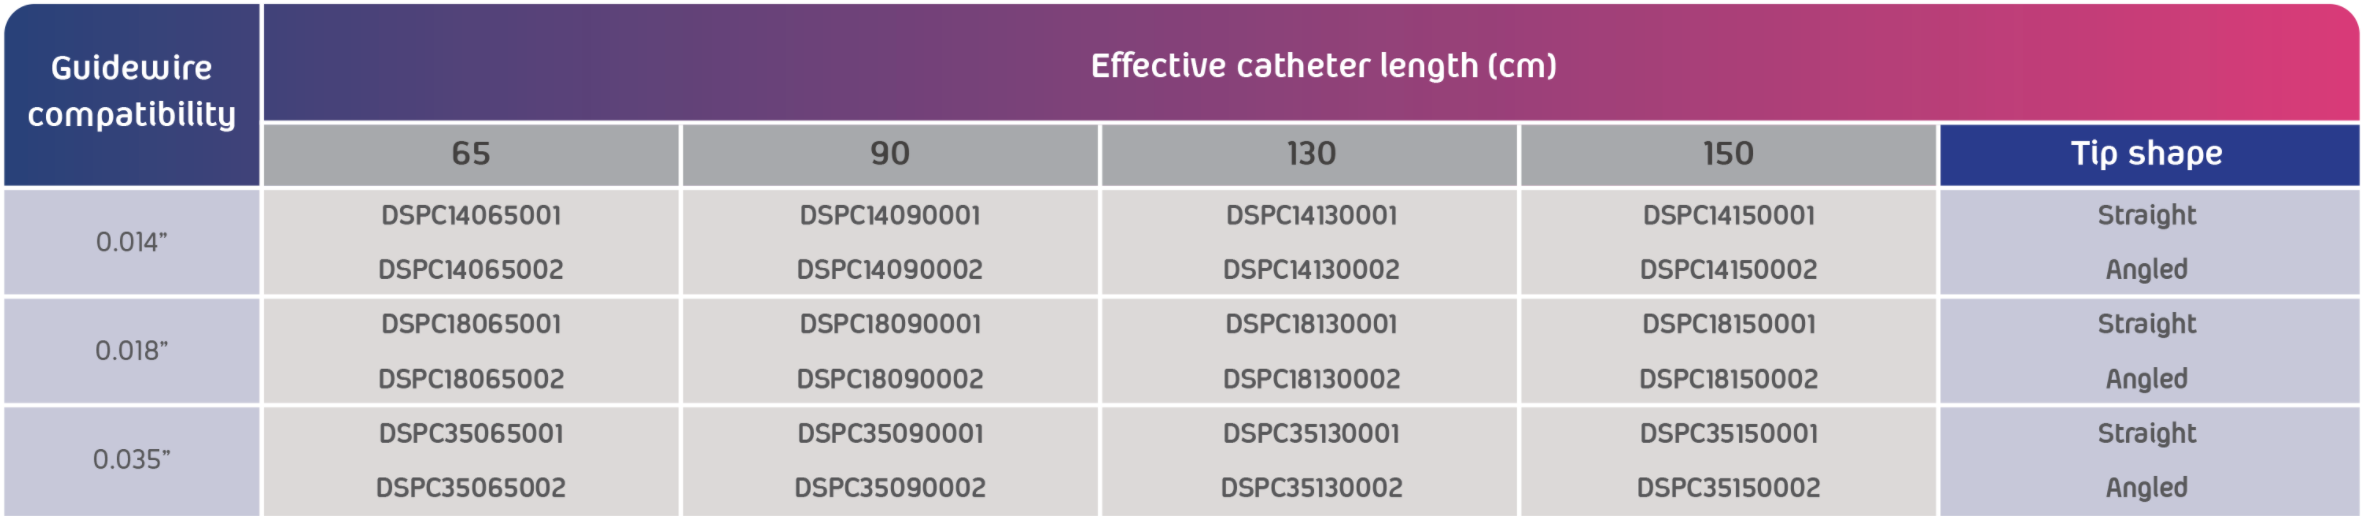 Guidewire
compatibility
Effective catheter length (cm)
65 90 130 150 Tip shape
0.014”
DSPC14065001 DSPC14090001 DSPC14130001 DSPC14150001 Straight
DSPC14065002 DSPC14090002 DSPC14130002 DSPC14150002 Angled
0.018”
DSPC18065001 DSPC18090001 DSPC18130001 DSPC18150001 Straight
DSPC18065002 DSPC18090002 DSPC18130002 DSPC18150002 Angled
0.035”
DSPC35065001 DSPC35090001 DSPC35130001 DSPC35150001 Straight
DSPC35065002 DSPC35090002 DSPC35130002 DSPC35150002 Angled